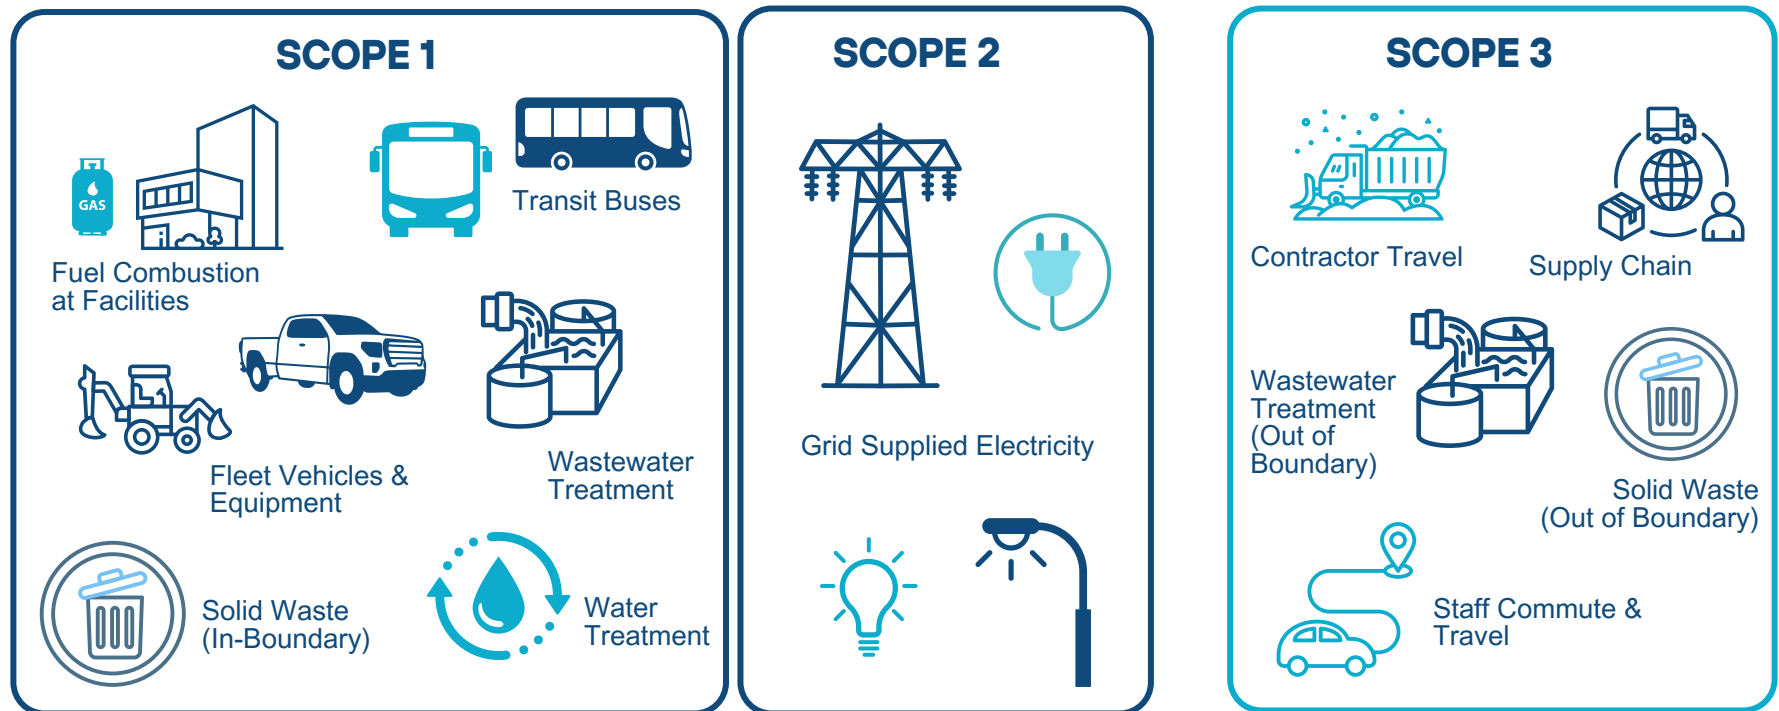 SCOPE 1
GAS
Fuel Combustion
at Facilities
Transit Buses
Fleet Vehicles &
Equipment
Wastewater
Treatment
Solid Waste
(In-Boundary)
Water
Treatment
SCOPE 2
Grid Supplied Electricity
SCOPE 3
Contractor Travel
Supply Chain
Wastewater
Treatment
(Out of
Boundary)
Solid Waste
(Out of Boundary)
Staff Commute &
Travel